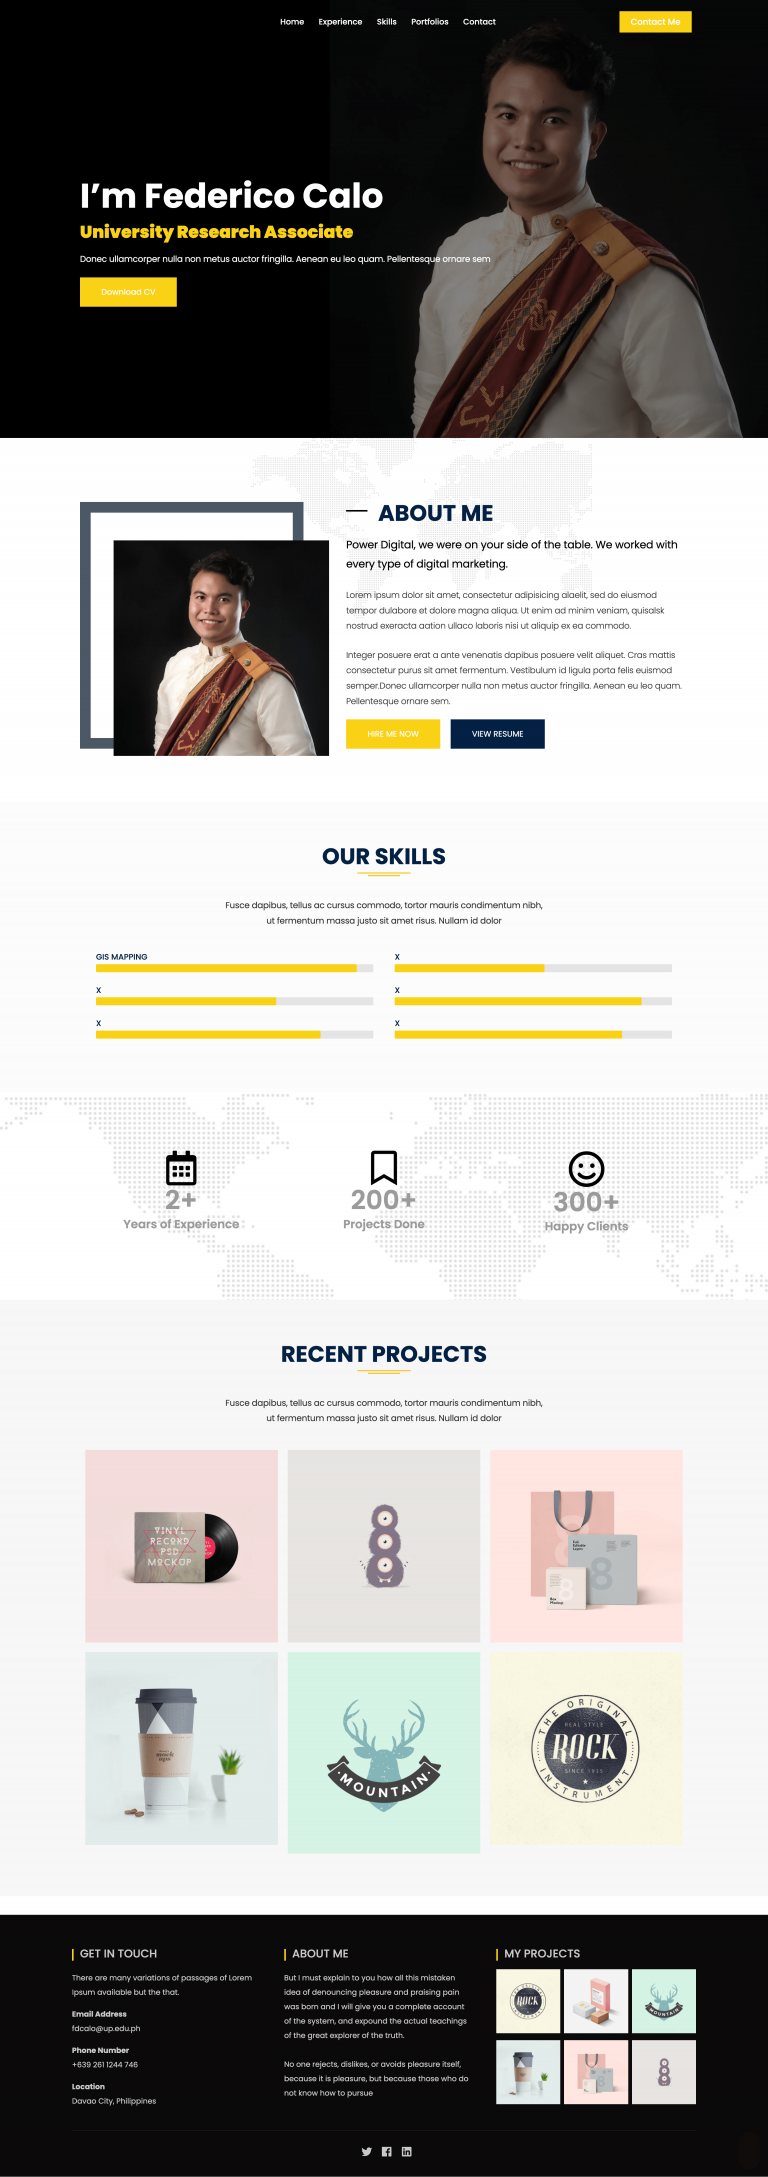 Home Experience Skills Portfolios Contact
Contact Me
I'm Federico Calo
University Research Associate
Donec ullamcorper nulla non metus auctor fringilla. Aenean eu leo quam. Pellentesque ornare sem
Download CV
ABOUT ME
Power Digital, we were on your side of the table. We worked with
every type of digital marketing.
Lorem ipsum dolor sit amet, consectetur adipisicing alaelit, sed do eiusmod
tempor dulabore et dolore magna aliqua. Ut enim ad minim veniam, quisalsk
nostrud exeracta aation ullaco laboris nisi ut aliquip ex ea commodo.
Integer posuere erat a ante venenatis dapibus posuere velit aliquet. Cras mattis
consectetur purus sit amet fermentum. Vestibulum id ligula porta felis euismod
semper.Donec ullamcorper nulla non metus auctor fringilla. Aenean eu leo quam.
Pellentesque ornare sem.
HIRE ME NOW
VIEW RESUME
OUR SKILLS
Fusce dapibus, tellus ac cursus commodo, tortor mauris condimentum nibh,
ut fermentum massa justo sit amet risus. Nullam id dolor
GIS MAPPING
X
X
X
X
X
2+
Years of Experience
200+
Projects Done
300+
Happy Clients
RECENT PROJECTS
Fusce dapibus, tellus ac cursus commodo, tortor mauris condimentum nibh,
ut fermentum massa justo sit amet risus. Nullam id dolor
VINYL
RECORD
PSD
MOCKUP
8
8
Box
Mockup
8
mock
ups
MOUNTAIN
THE ORIGINAL
REAL STYLE
ROCK
SINCE 1935
INSTRUMENT
GET IN TOUCH
There are many variations of passages of Lorem
Ipsum available but the that.
Email Address
fdcalo@up.edu.ph
Phone Number
+639 261 1244 746
Location
Davao City, Philippines
ABOUT ME
But I must explain to you how all this mistaken
idea of denouncing pleasure and praising pain
was born and I will give you a complete account
of the system, and expound the actual teachings
of the great explorer of the truth.
No one rejects, dislikes, or avoids pleasure itself,
because it is pleasure, but because those who do
not know how to pursue
MY PROJECTS
ROCK
MOUNTAIN